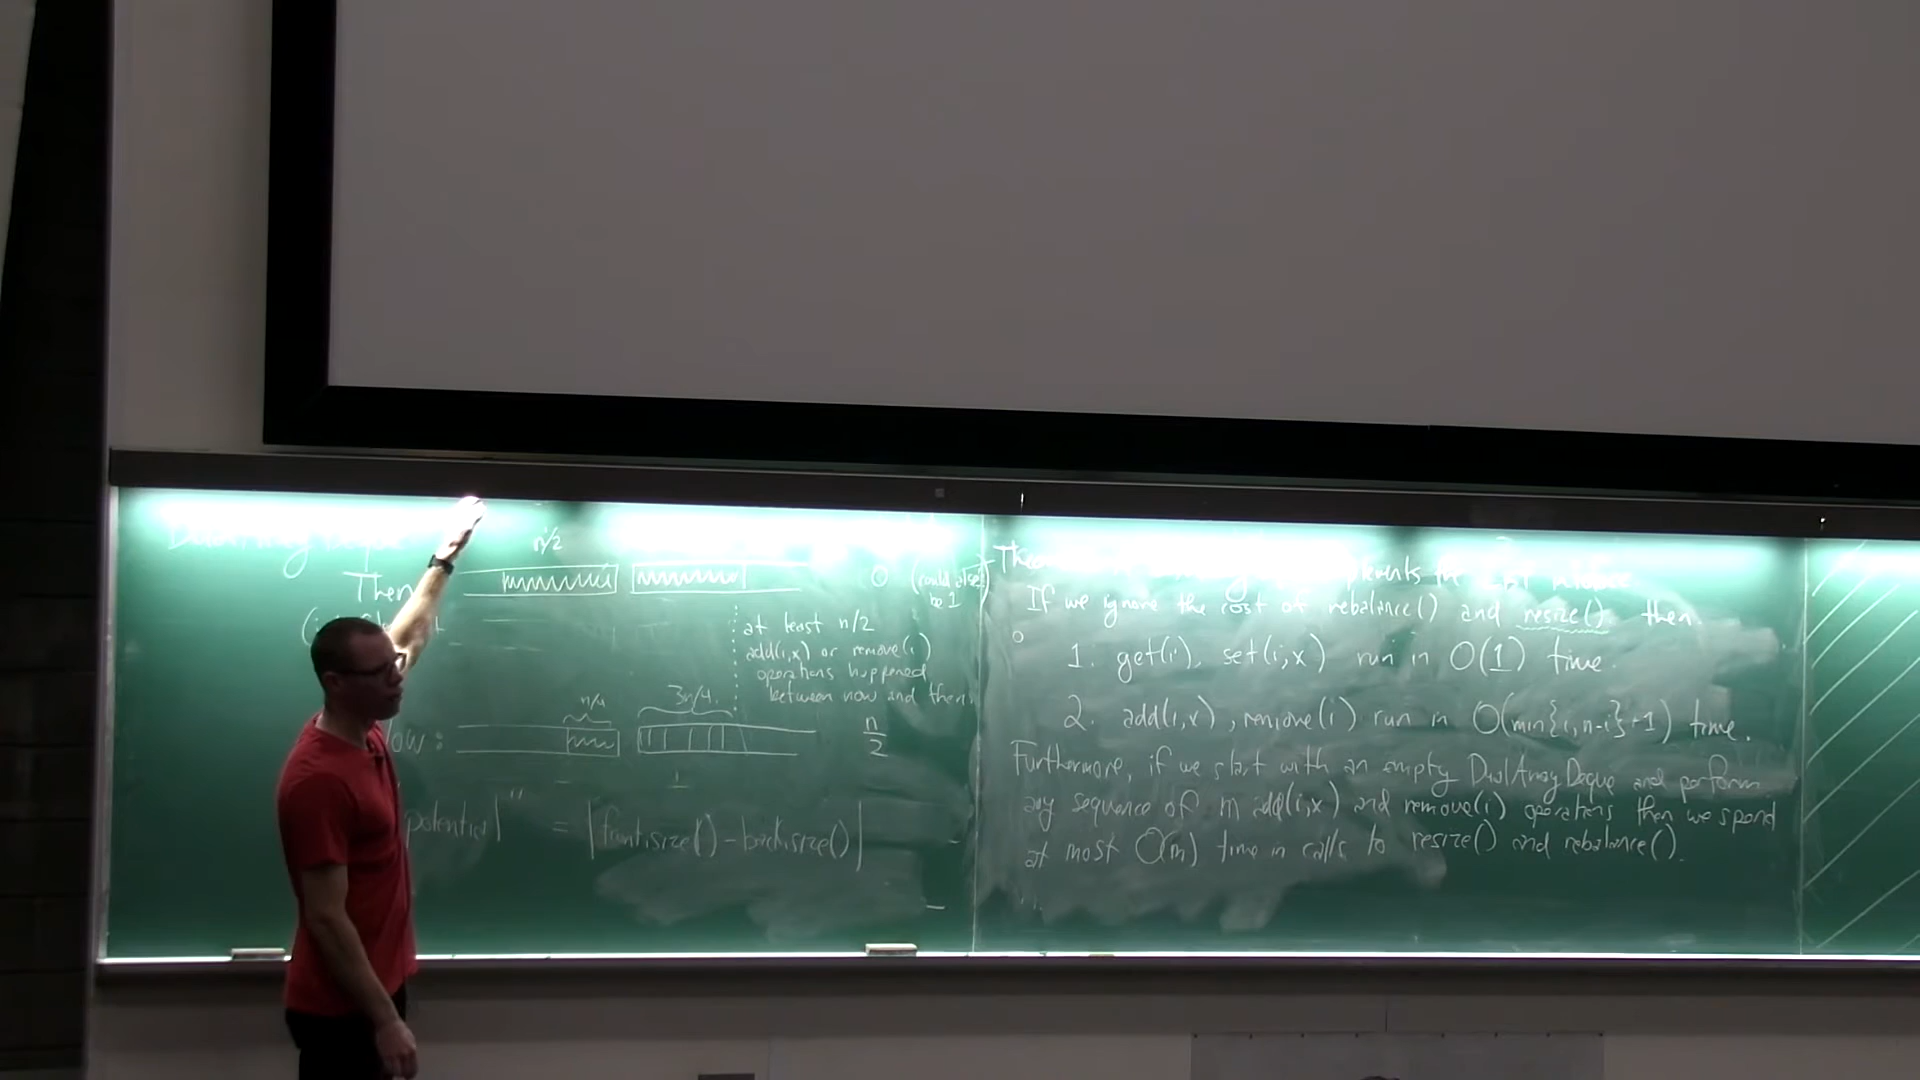 n/2
Then
0 (could also
be 1
at least n/2
add(i,x) or remove(i)
operations happened
between now and then.
n/4
3n/4.
ow:
n
2
potential" = |front.size() - back.size()|
If we ignore the cost of rebalance() and resize() then.
1. get(i), set(i,x) run in O(1) time.
2. add(i,x), remove(i) run in O(min{i, n-i}+1) time.
Furthermore, if we start with an empty DualArrayDeque and perform
any sequence of m add(i,x) and remove(i) operations then we spend
at most O(m) time in calls to resize() and rebalance().